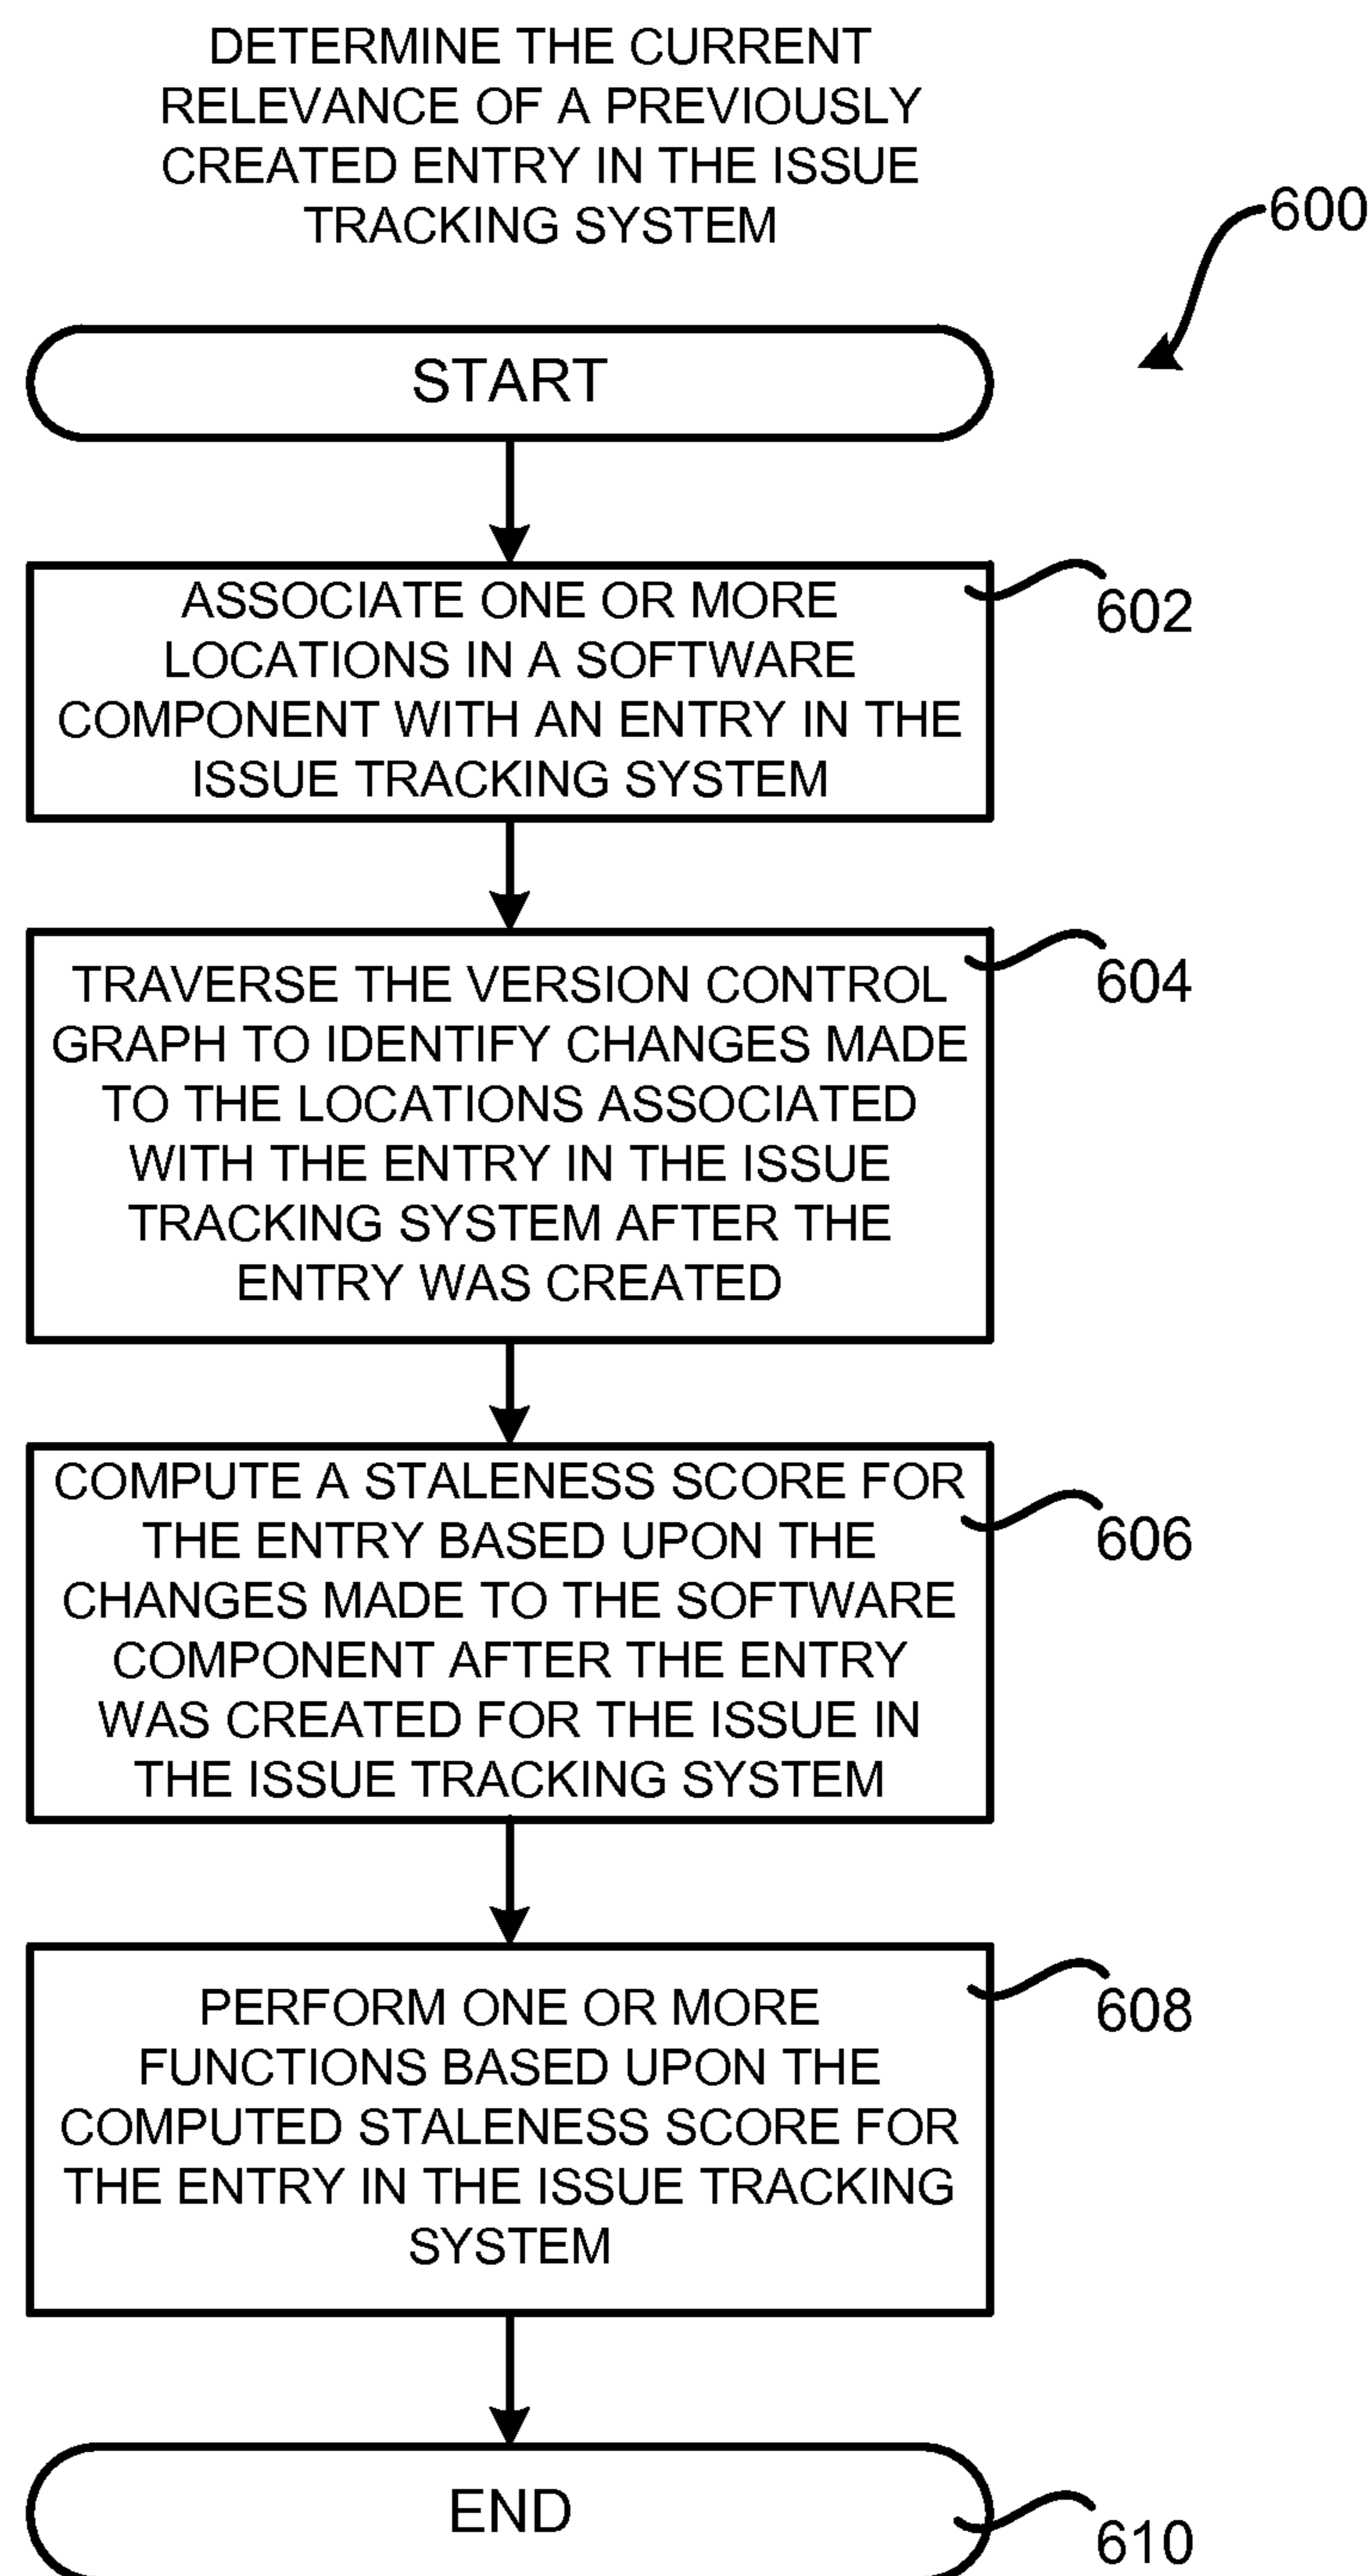 DETERMINE THE CURRENT
RELEVANCE OF A PREVIOUSLY
CREATED ENTRY IN THE ISSUE
TRACKING SYSTEM
600
START
ASSOCIATE ONE OR MORE
LOCATIONS IN A SOFTWARE
COMPONENT WITH AN ENTRY IN THE
ISSUE TRACKING SYSTEM
602
TRAVERSE THE VERSION CONTROL
GRAPH TO IDENTIFY CHANGES MADE
TO THE LOCATIONS ASSOCIATED
WITH THE ENTRY IN THE ISSUE
TRACKING SYSTEM AFTER THE
ENTRY WAS CREATED
604
COMPUTE A STALENESS SCORE FOR
THE ENTRY BASED UPON THE
CHANGES MADE TO THE SOFTWARE
COMPONENT AFTER THE ENTRY
WAS CREATED FOR THE ISSUE IN
THE ISSUE TRACKING SYSTEM
606
PERFORM ONE OR MORE
FUNCTIONS BASED UPON THE
COMPUTED STALENESS SCORE FOR
THE ENTRY IN THE ISSUE TRACKING
SYSTEM
608
END
610